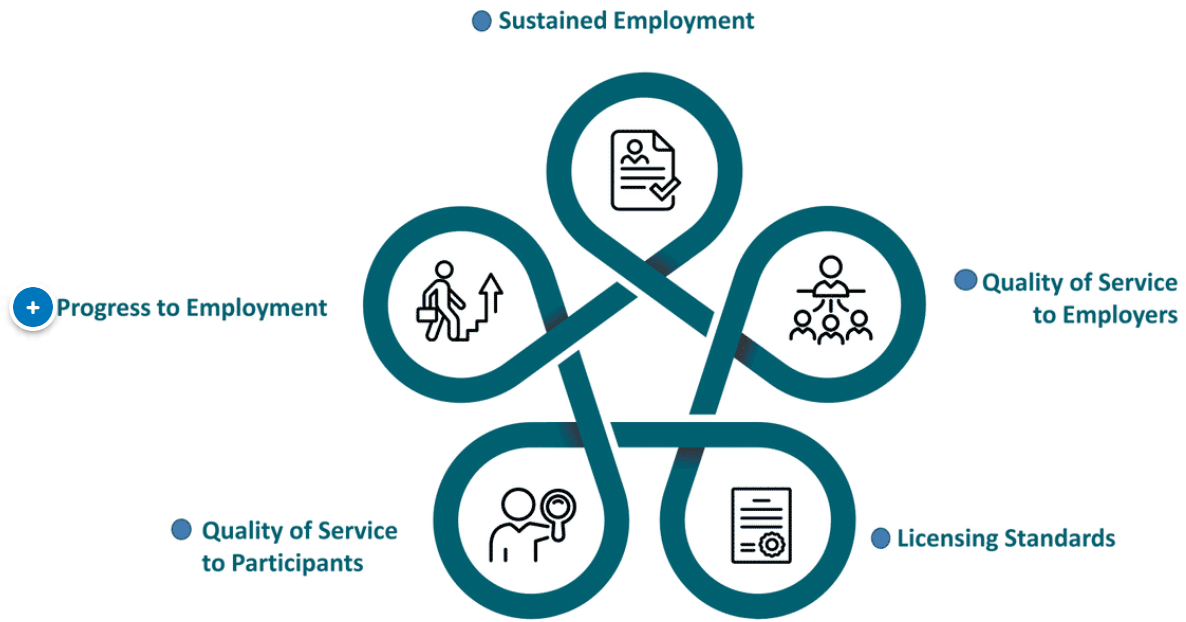 Sustained Employment
Progress to Employment
Quality of Service
to Employers
Quality of Service
to Participants
Licensing Standards